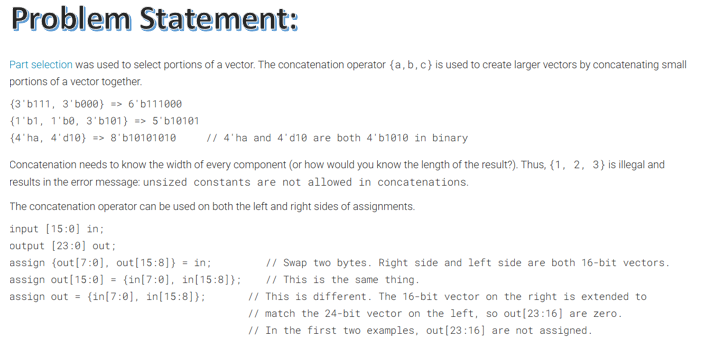 Problem Statement:
Part selection was used to select portions of a vector. The concatenation operator {a,b,c} is used to create larger vectors by concatenating small
portions of a vector together.
{3'b111, 3'b000} => 6'b111000
{1'b1, 1'b0, 3'b101} => 5'b10101
{4'ha, 4'd10} => 8'b10101010 // 4'ha and 4'd10 are both 4'b1010 in binary
Concatenation needs to know the width of every component (or how would you know the length of the result?). Thus, {1, 2, 3} is illegal and
results in the error message: unsized constants are not allowed in concatenations.
The concatenation operator can be used on both the left and right sides of assignments.
input [15:0] in;
output [23:0] out;
assign {out[7:0], out[15:8]} = in; // Swap two bytes. Right side and left side are both 16-bit vectors.
assign out[15:0] = {in[7:0], in[15:8]}; // This is the same thing.
assign out = {in[7:0], in[15:8]}; // This is different. The 16-bit vector on the right is extended to
// match the 24-bit vector on the left, so out[23:16] are zero.
// In the first two examples, out[23:16] are not assigned.